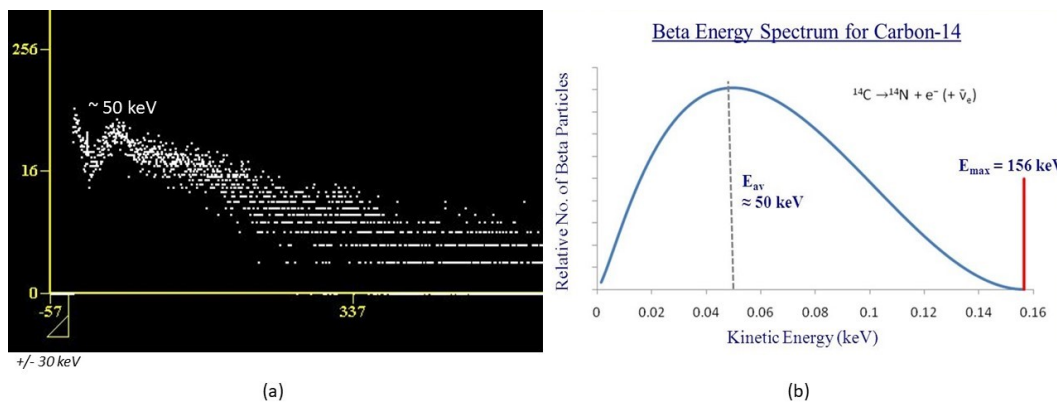 256
~ 50 keV
16
0
-57
337
+/- 30 keV
(a)
Beta Energy Spectrum for Carbon-14
Relative No. of Beta Particles
¹⁴C →¹⁴N + e⁻ (+ ν̄ₑ)
Eₘₐₓ = 156 keV
Eₐᵥ
≈ 50 keV
0 0.02 0.04 0.06 0.08 0.1 0.12 0.14 0.16
Kinetic Energy (keV)
(b)